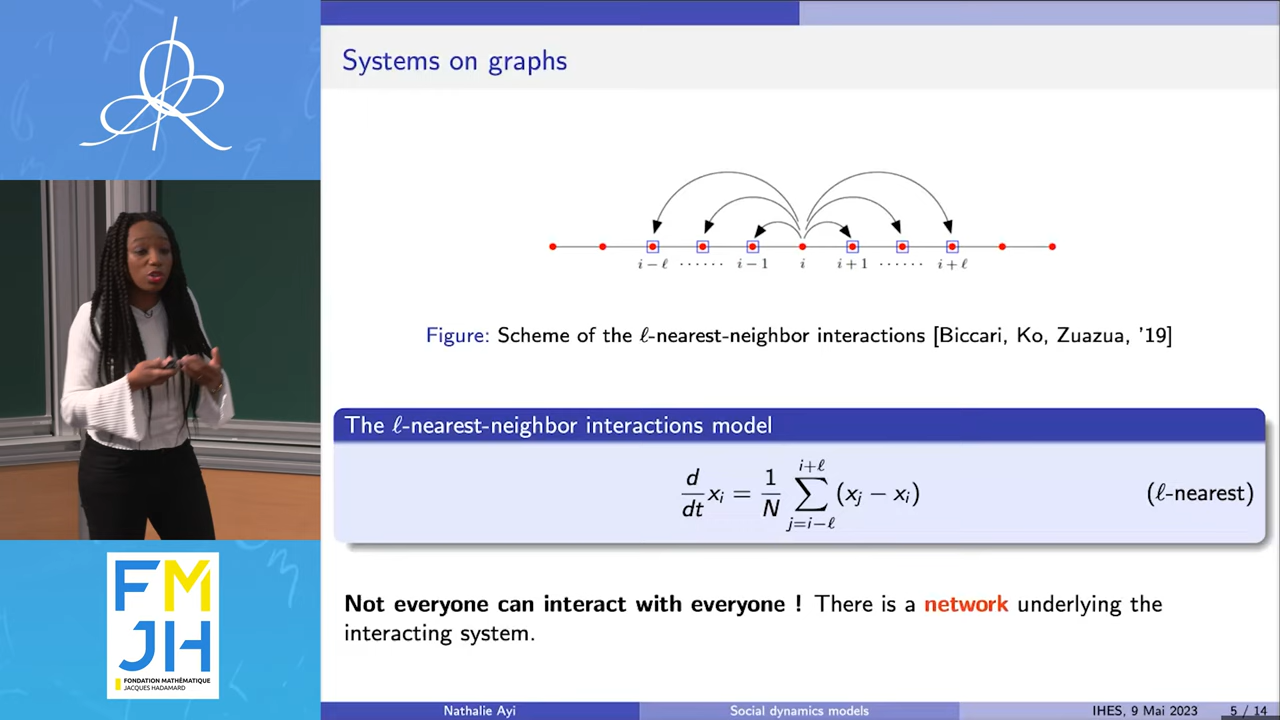 Systems on graphs
i−ℓ ······ i−1 i i+1 ······ i+ℓ
Figure: Scheme of the ℓ-nearest-neighbor interactions [Biccari, Ko, Zuazua, '19]
The ℓ-nearest-neighbor interactions model
d/dt x_i = 1/N ∑_{j=i−ℓ}^{i+ℓ} (x_j − x_i) (ℓ-nearest)
Not everyone can interact with everyone ! There is a network underlying the
interacting system.
FM
JH
FONDATION MATHÉMATIQUE
JACQUES HADAMARD
Nathalie Ayi Social dynamics models IHES, 9 Mai 2023 5 / 14